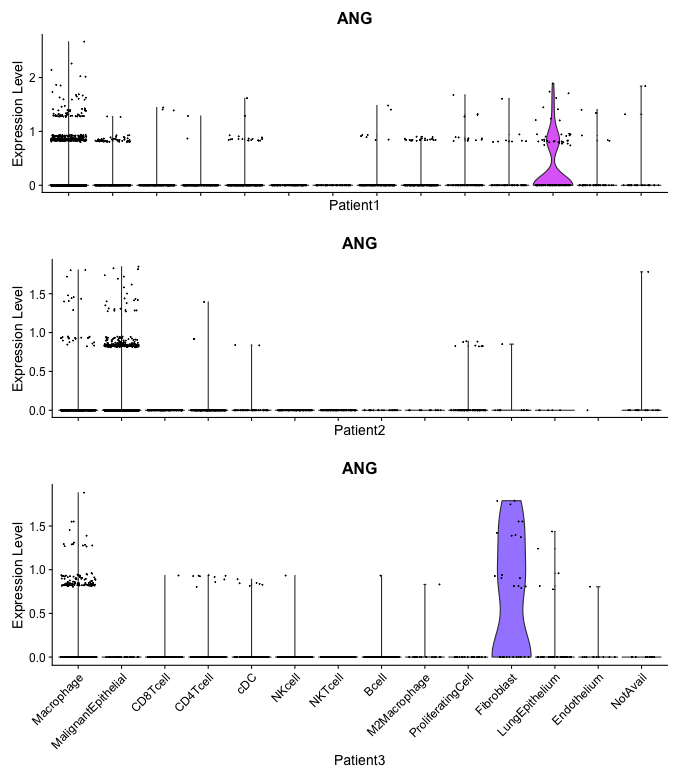 ANG
Expression Level
2
1
0
Patient1
ANG
Expression Level
1.5
1.0
0.5
0.0
Patient2
ANG
Expression Level
1.5
1.0
0.5
0.0
Macrophage
MalignantEpithelial
CD8Tcell
CD4Tcell
cDC
NKcell
NKTcell
Bcell
M2Macrophage
ProliferatingCell
Fibroblast
LungEpithelium
Endothelium
NotAvail
Patient3